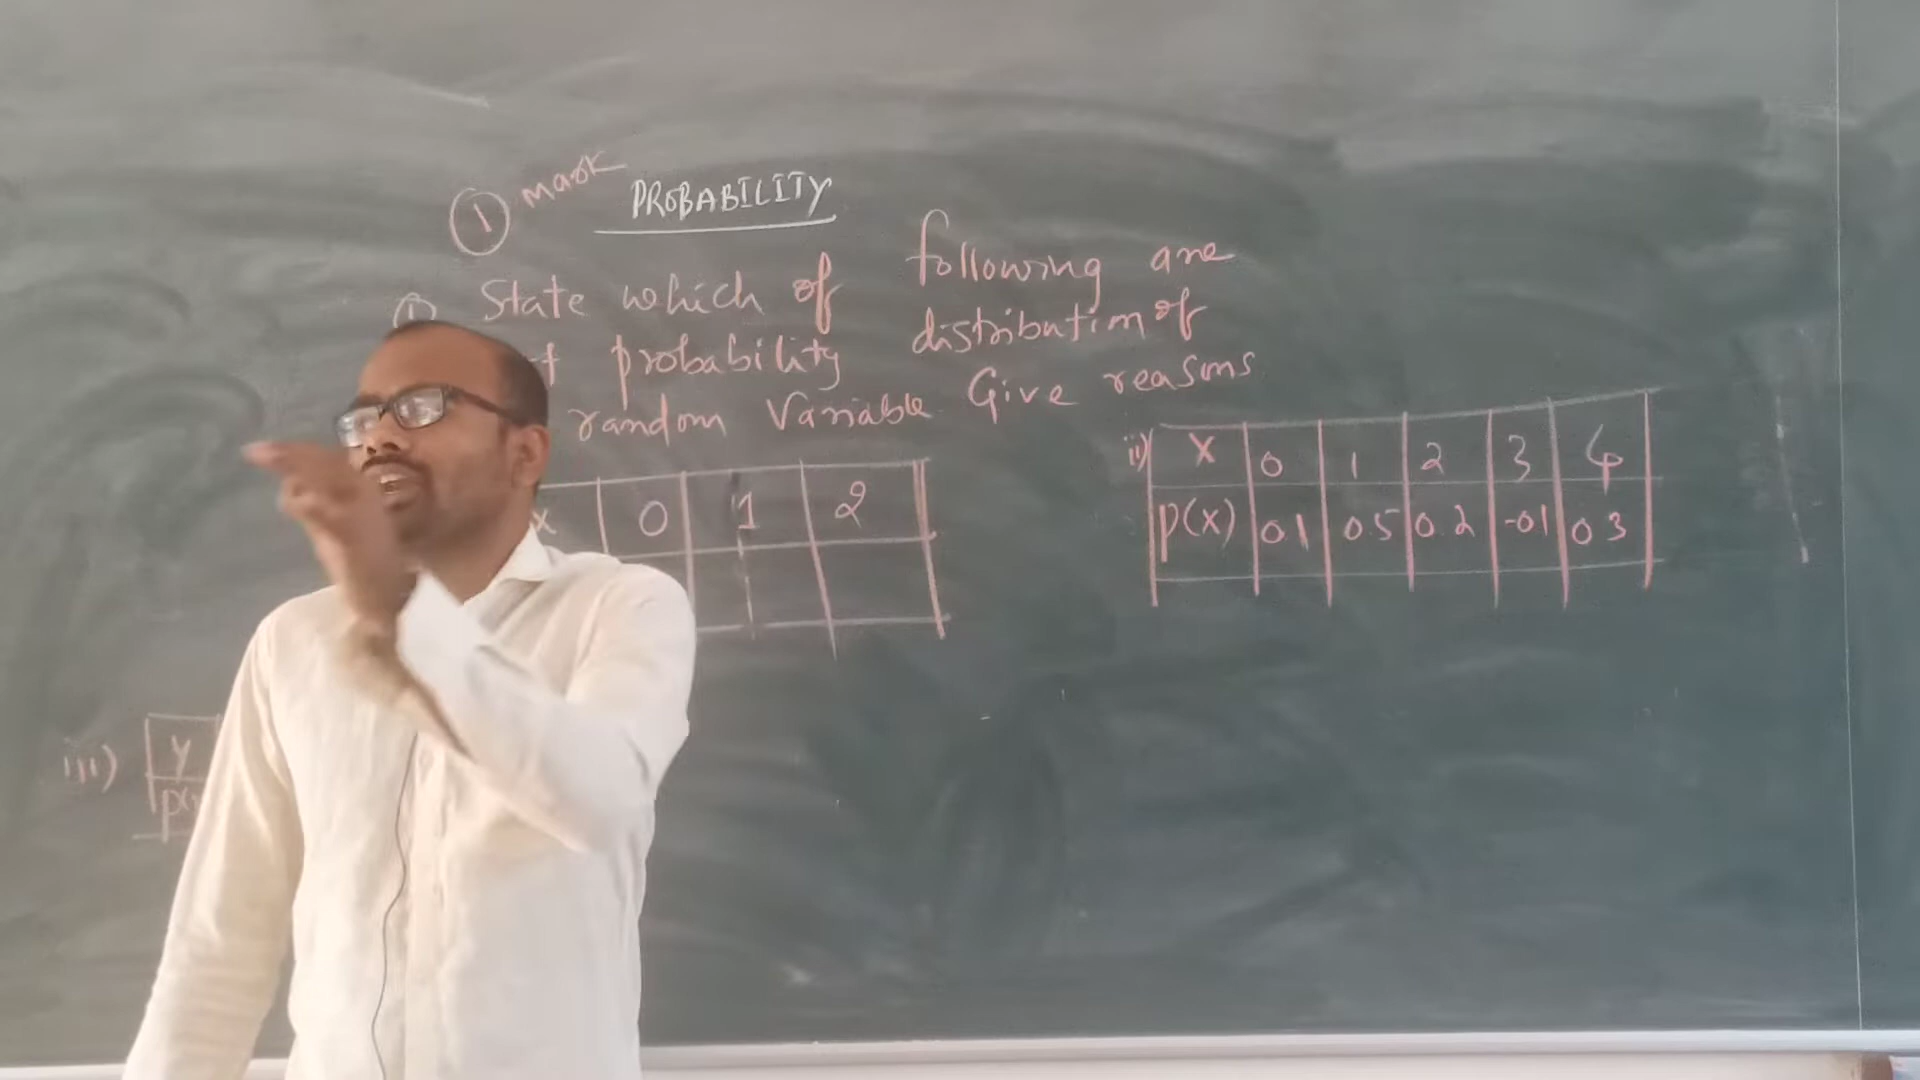 ① mark PROBABILITY
① State which of following are
probability distribution of
random variable Give reasons
x 0 1 2
ii) X 0 1 2 3 4
P(X) 0.1 0.5 0.2 -0.1 0.3
iii) Y